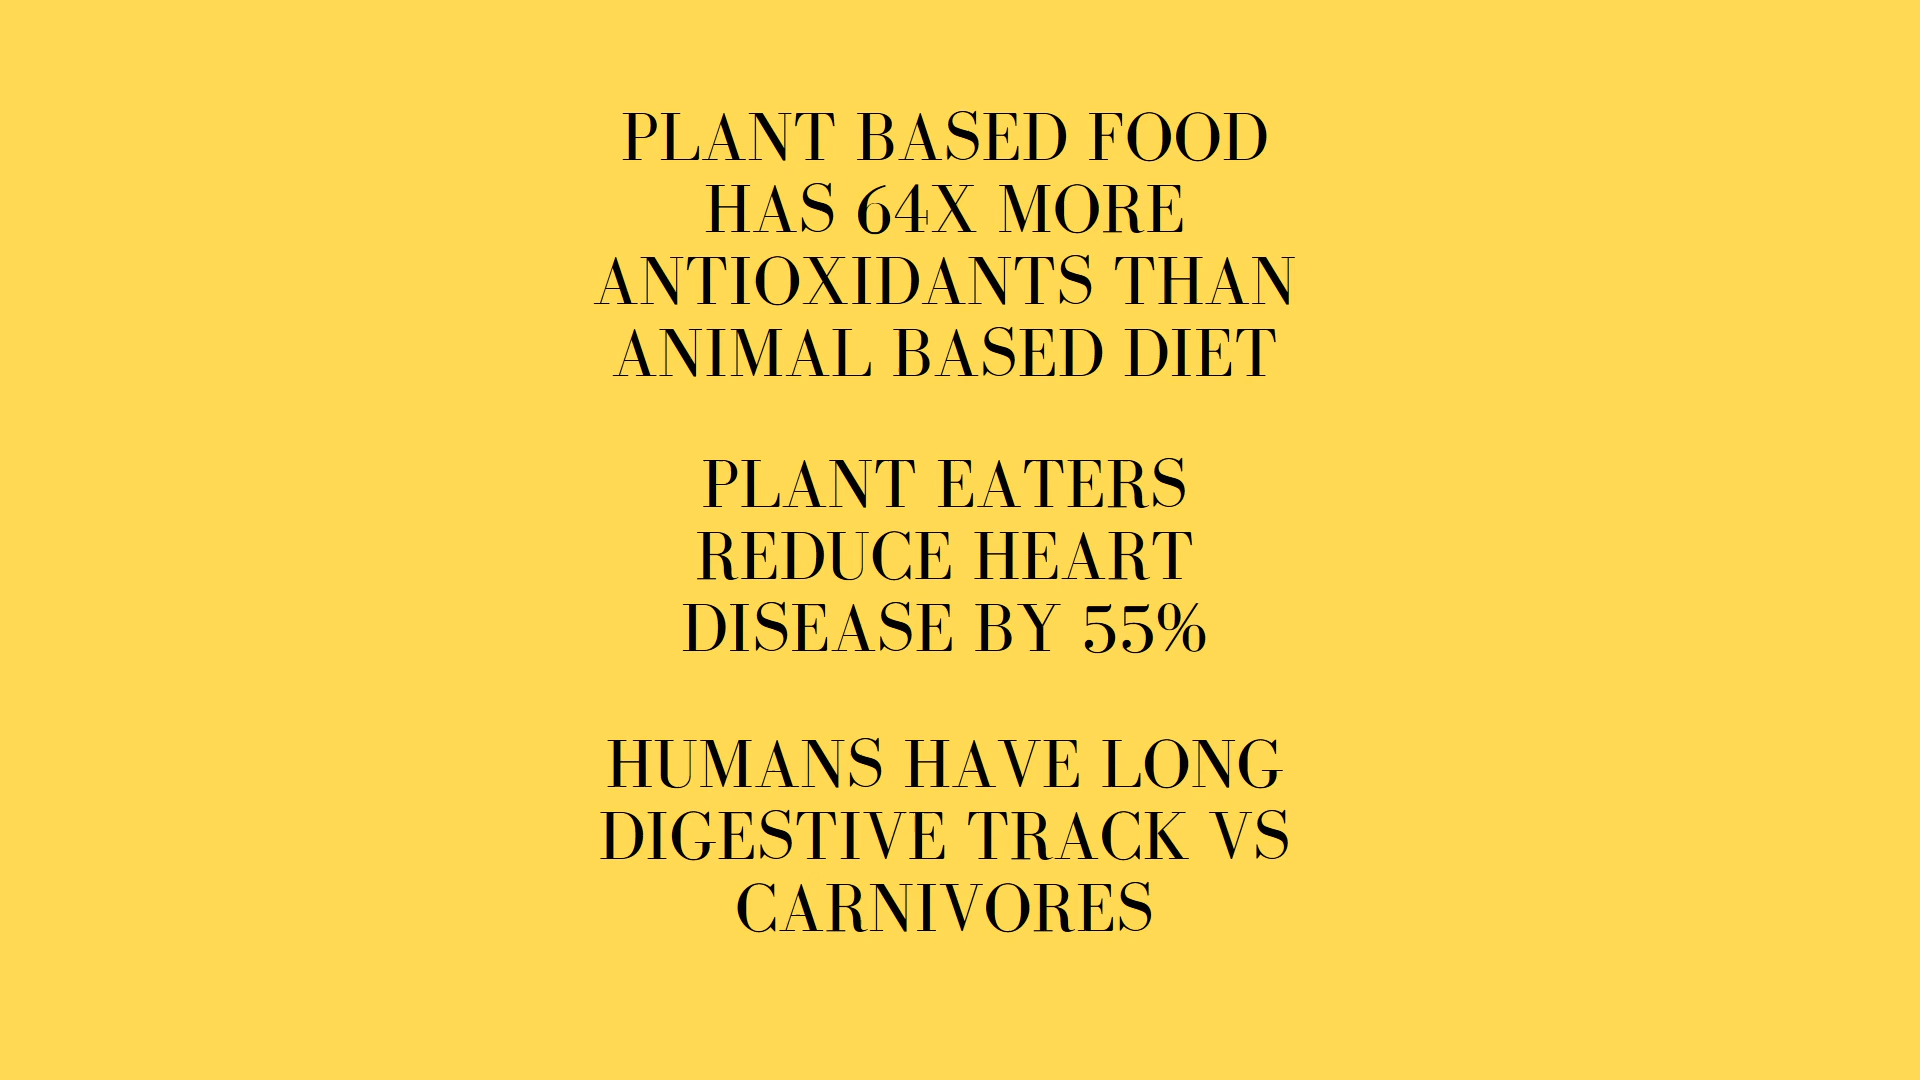 PLANT BASED FOOD
HAS 64X MORE
ANTIOXIDANTS THAN
ANIMAL BASED DIET
PLANT EATERS
REDUCE HEART
DISEASE BY 55%
HUMANS HAVE LONG
DIGESTIVE TRACK VS
CARNIVORES